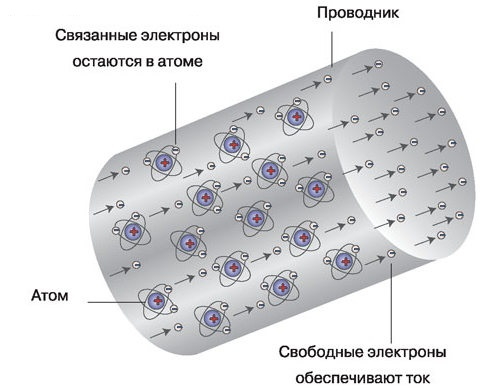 Проводник
Связанные электроны
остаются в атоме
Атом
Свободные электроны
обеспечивают ток